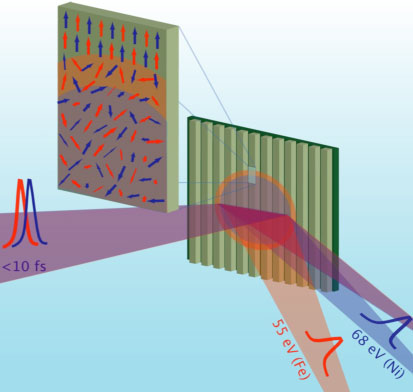 <10 fs
55 eV (Fe)
68 eV (Ni)